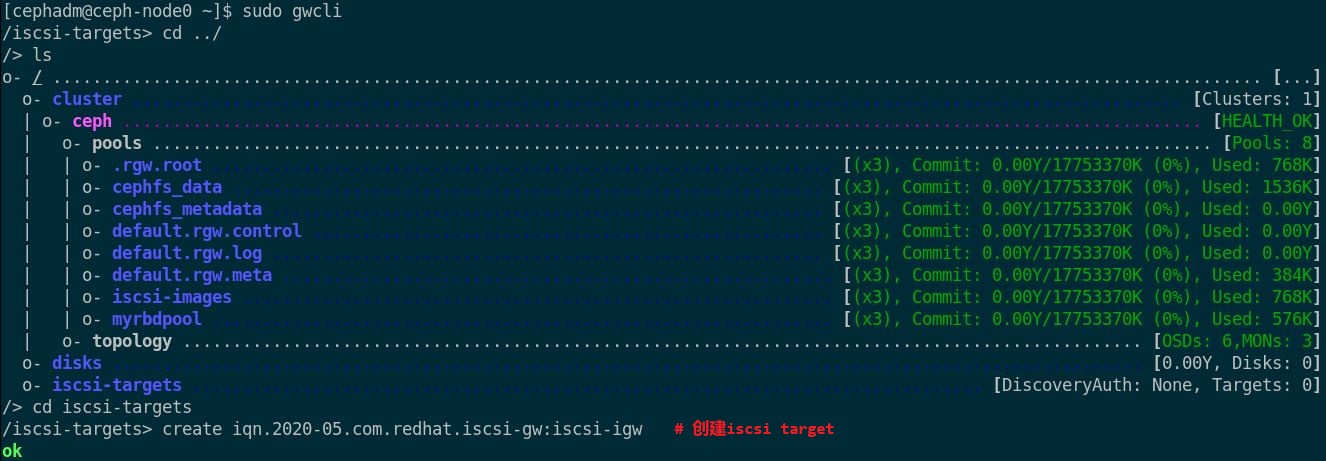 [cephadm@ceph-node0 ~]$ sudo gwcli
/iscsi-targets> cd ../
/> ls
o- / ......................................................................................................................... [...]
  o- cluster ......................................................................................................... [Clusters: 1]
  | o- ceph ............................................................................................................ [HEALTH_OK]
  |   o- pools .......................................................................................................... [Pools: 8]
  |   | o- .rgw.root .............................................................. [(x3), Commit: 0.00Y/17753370K (0%), Used: 768K]
  |   | o- cephfs_data ........................................................... [(x3), Commit: 0.00Y/17753370K (0%), Used: 1536K]
  |   | o- cephfs_metadata ....................................................... [(x3), Commit: 0.00Y/17753370K (0%), Used: 0.00Y]
  |   | o- default.rgw.control ................................................... [(x3), Commit: 0.00Y/17753370K (0%), Used: 0.00Y]
  |   | o- default.rgw.log ....................................................... [(x3), Commit: 0.00Y/17753370K (0%), Used: 0.00Y]
  |   | o- default.rgw.meta ....................................................... [(x3), Commit: 0.00Y/17753370K (0%), Used: 384K]
  |   | o- iscsi-images ........................................................... [(x3), Commit: 0.00Y/17753370K (0%), Used: 768K]
  |   | o- myrbdpool .............................................................. [(x3), Commit: 0.00Y/17753370K (0%), Used: 576K]
  |   o- topology ................................................................................................ [OSDs: 6,MONs: 3]
  o- disks ....................................................................................................... [0.00Y, Disks: 0]
  o- iscsi-targets ............................................................................... [DiscoveryAuth: None, Targets: 0]
/> cd iscsi-targets
/iscsi-targets> create iqn.2020-05.com.redhat.iscsi-gw:iscsi-igw   # 创建iscsi target
ok